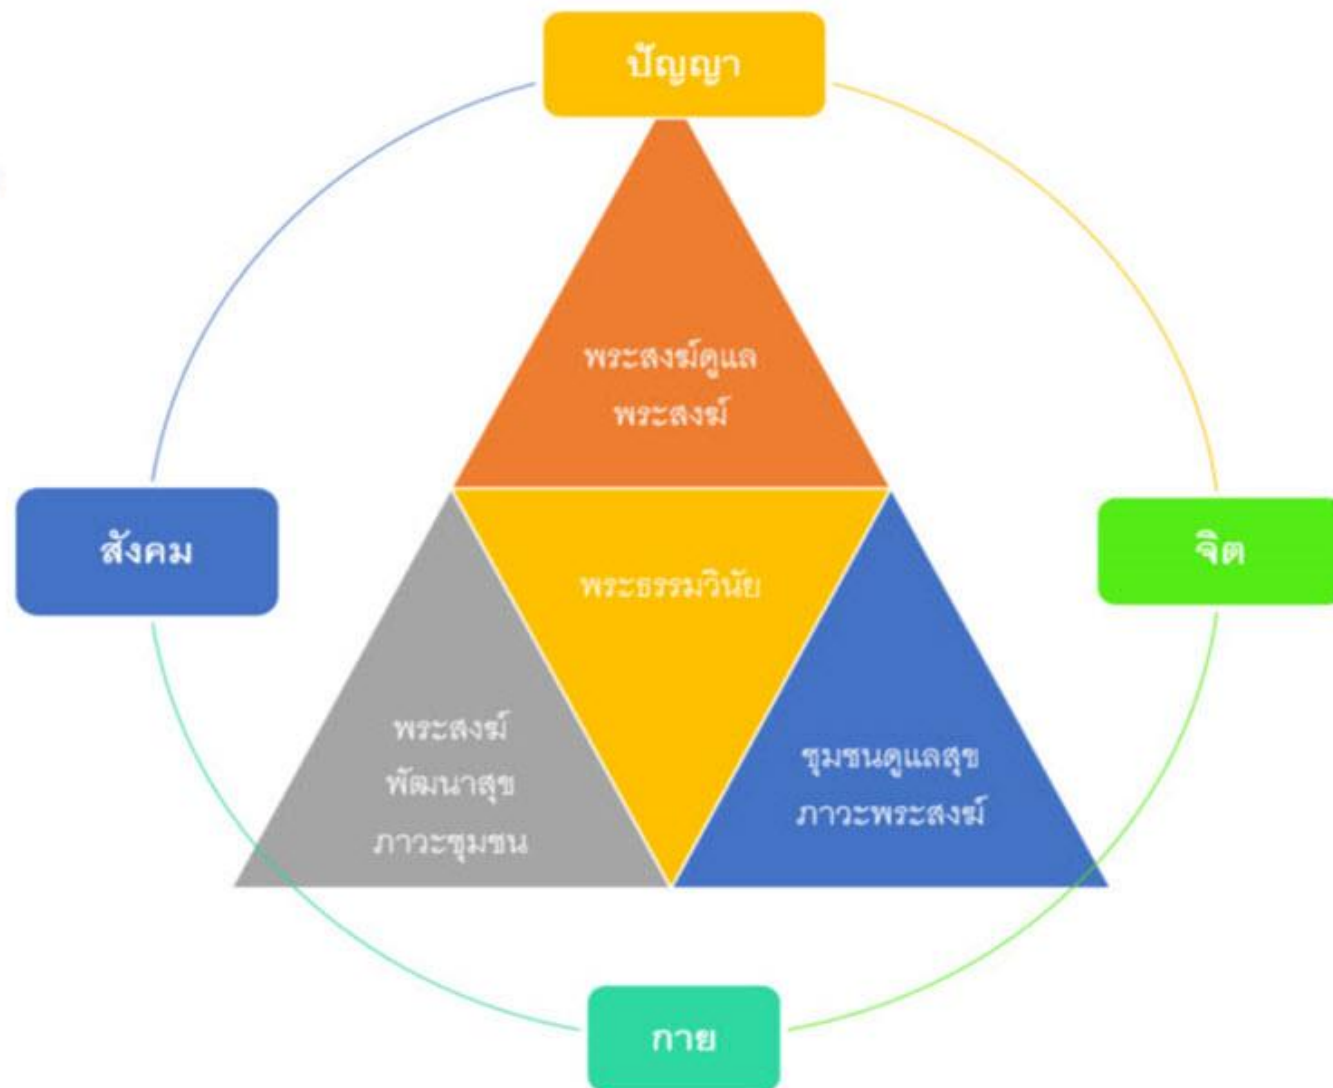 ปัญญา
พระสงฆ์ดูแล
พระสงฆ์
สังคม
พระธรรมวินัย
จิต
พระสงฆ์
พัฒนาสุข
ภาวะชุมชน
ชุมชนดูแลสุข
ภาวะพระสงฆ์
กาย